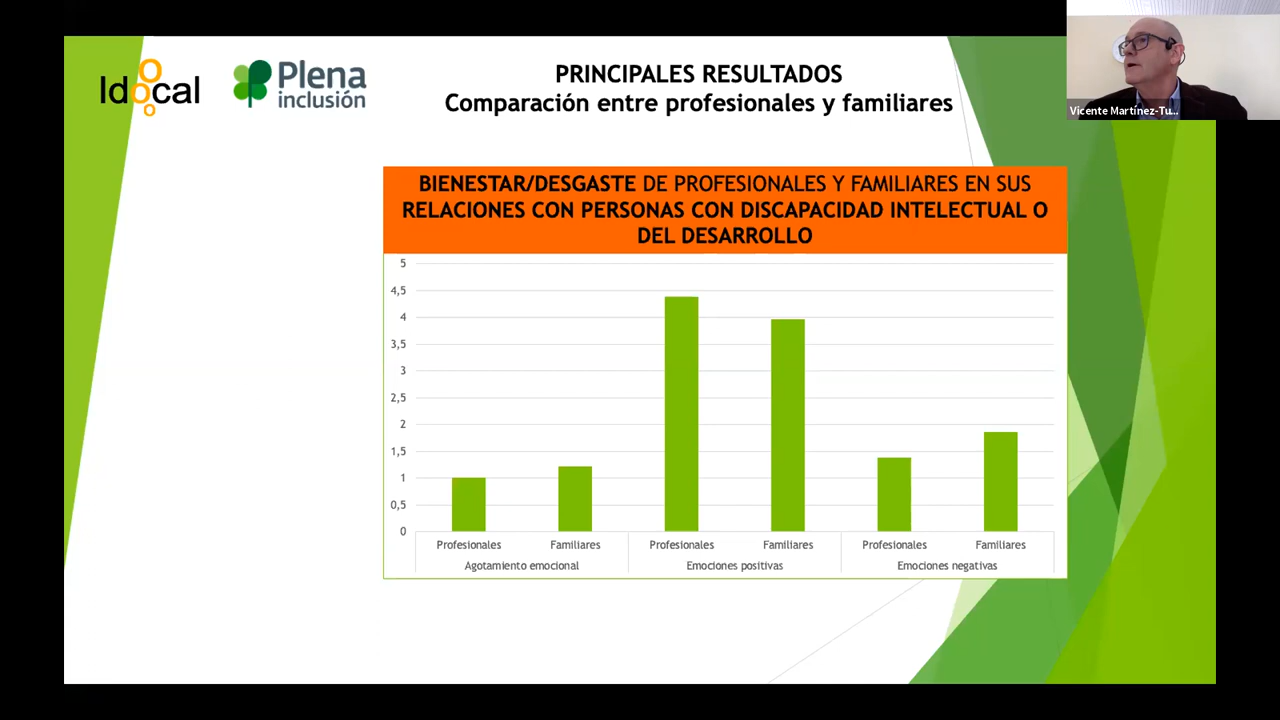 Idocal
Plena
inclusión
PRINCIPALES RESULTADOS
Comparación entre profesionales y familiares
Vicente Martínez-Tu...
BIENESTAR/DESGASTE DE PROFESIONALES Y FAMILIARES EN SUS
RELACIONES CON PERSONAS CON DISCAPACIDAD INTELECTUAL O
DEL DESARROLLO
5
4,5
4
3,5
3
2,5
2
1,5
1
0,5
0
Profesionales Familiares Profesionales Familiares Profesionales Familiares
Agotamiento emocional Emociones positivas Emociones negativas